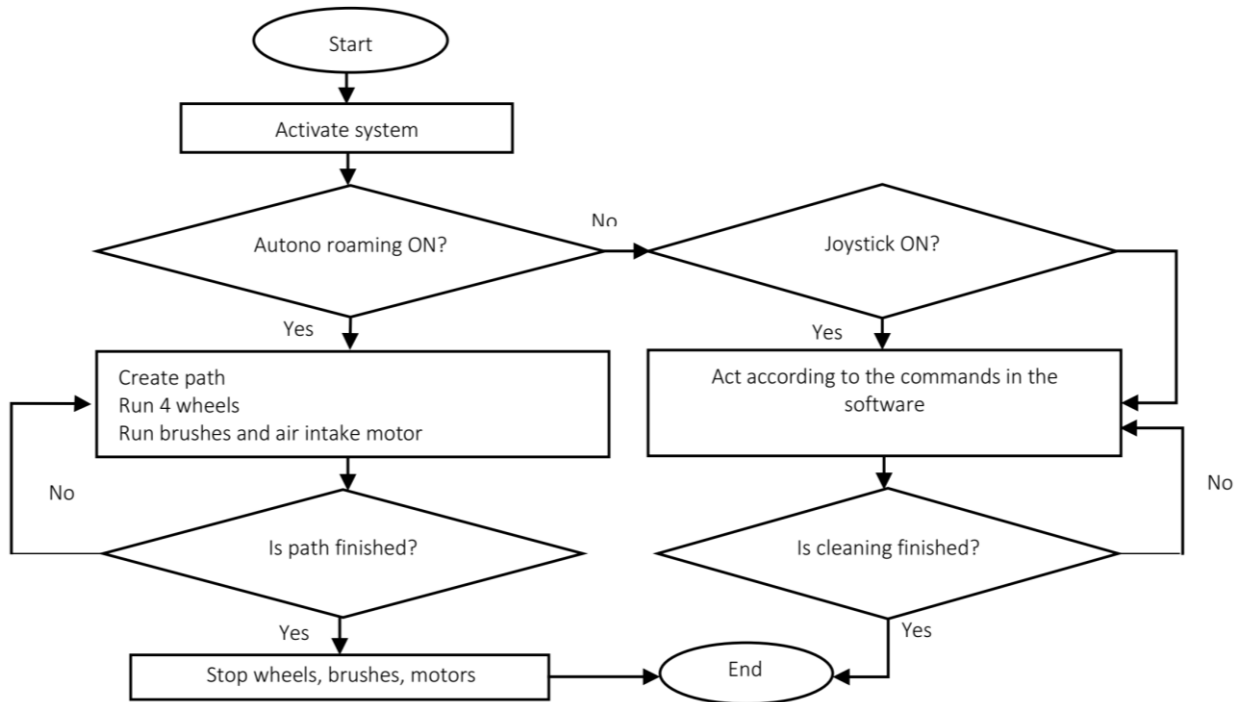 Start
Activate system
Autono roaming ON?
No
Joystick ON?
Yes
Yes
Create path
Run 4 wheels
Run brushes and air intake motor
Act according to the commands in the
software
No
No
Is path finished?
Is cleaning finished?
Yes
Yes
Stop wheels, brushes, motors
End